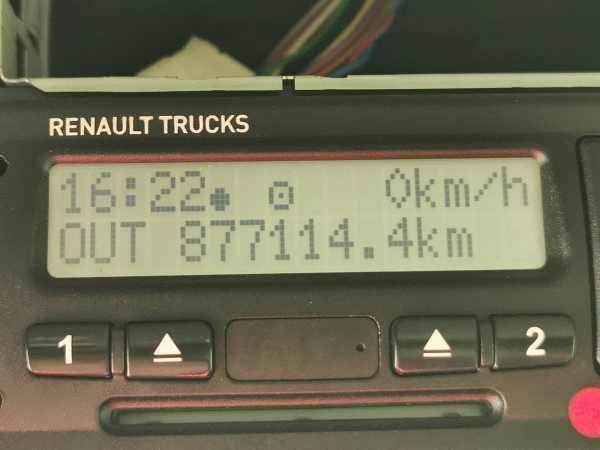 RENAULT TRUCKS
16:22 0km/h
OUT 877114.4km
1 2